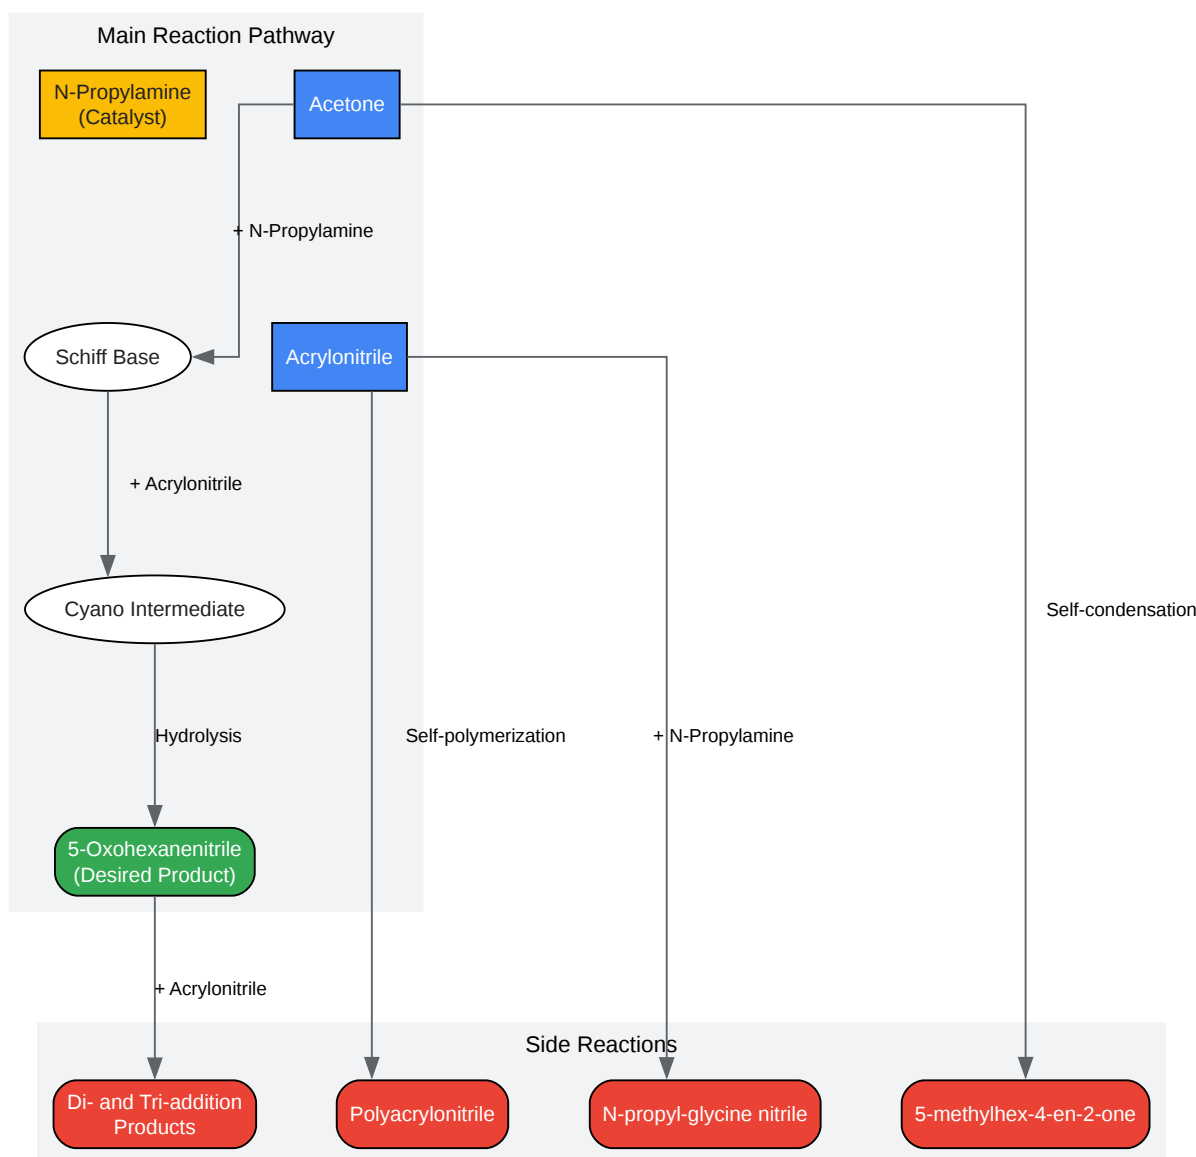 Main Reaction Pathway
N-Propylamine
(Catalyst)
Acetone
+ N-Propylamine
Schiff Base
Acrylonitrile
+ Acrylonitrile
Cyano Intermediate
Self-condensation
Hydrolysis
Self-polymerization
+ N-Propylamine
5-Oxohexanenitrile
(Desired Product)
+ Acrylonitrile
Side Reactions
Di- and Tri-addition
Products
Polyacrylonitrile
N-propyl-glycine nitrile
5-methylhex-4-en-2-one